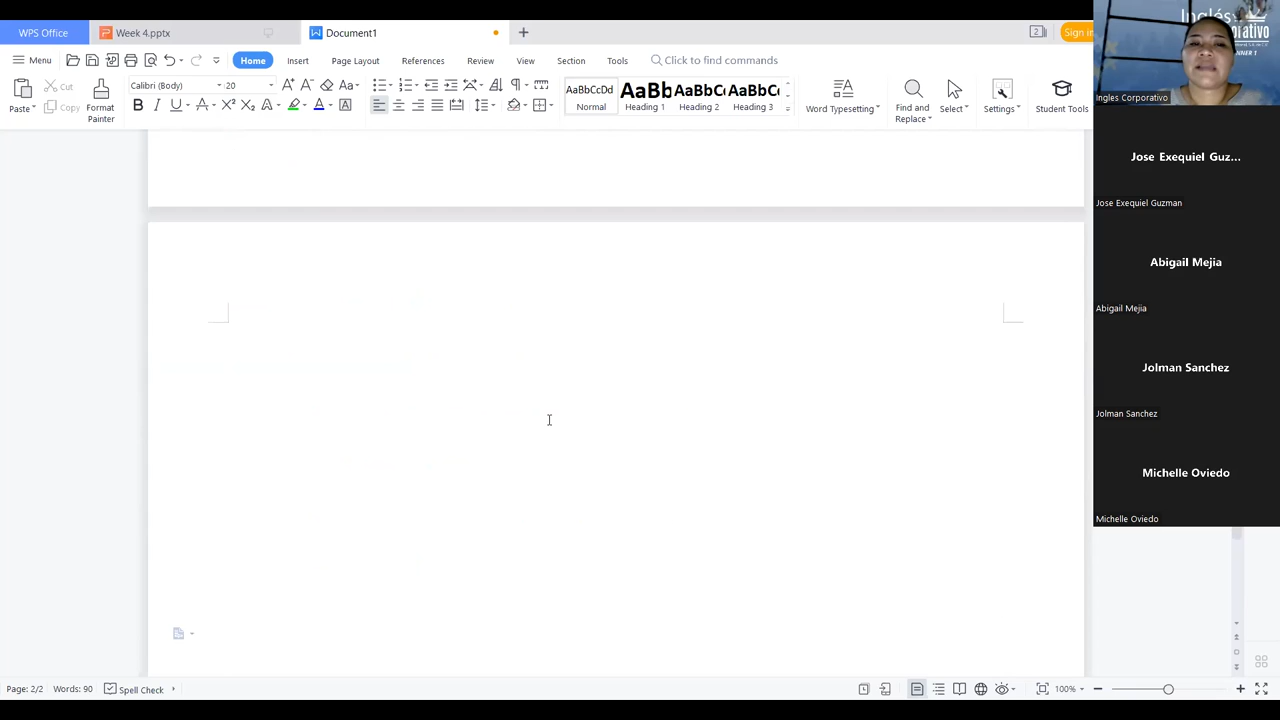 WPS Office
Week 4.pptx
Document1
2
Sign in
Menu
Home
Insert
Page Layout
References
Review
View
Section
Tools
Click to find commands
Paste
Cut
Copy
Format
Painter
Calibri (Body)
20
AaBbCcDd
Normal
AaBb
Heading 1
AaBbC
Heading 2
AaBbC
Heading 3
Word Typesetting
Find and
Replace
Select
Settings
Student Tools
Inglés
Ingles Corporativo
Jose Exequiel Guz...
Jose Exequiel Guzman
Abigail Mejia
Abigail Mejia
Jolman Sanchez
Jolman Sanchez
Michelle Oviedo
Michelle Oviedo
Page: 2/2
Words: 90
Spell Check
100%